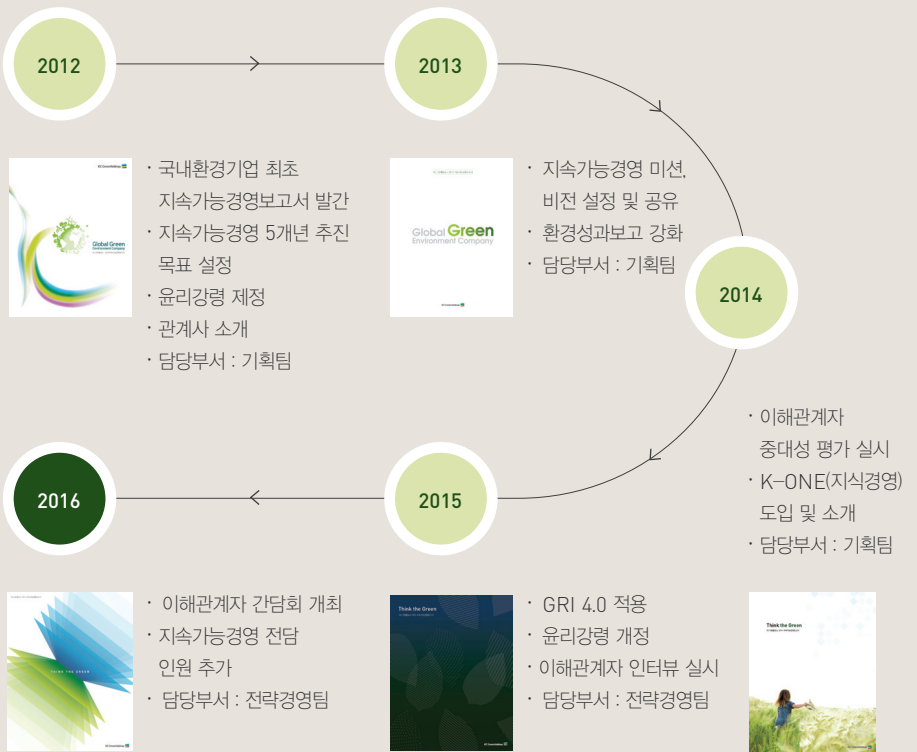 2012
· 국내환경기업 최초
지속가능경영보고서 발간
· 지속가능경영 5개년 추진
목표 설정
· 윤리강령 제정
· 관계사 소개
· 담당부서 : 기획팀
Global Green
Environment Company
2013
· 지속가능경영 미션,
비전 설정 및 공유
· 환경성과보고 강화
· 담당부서 : 기획팀
Global Green
Environment Company
2014
· 이해관계자
중대성 평가 실시
· K-ONE(지식경영)
도입 및 소개
· 담당부서 : 기획팀
Think the Green
2015
· GRI 4.0 적용
· 윤리강령 개정
· 이해관계자 인터뷰 실시
· 담당부서 : 전략경영팀
Think the Green
2016
· 이해관계자 간담회 개최
· 지속가능경영 전담
인원 추가
· 담당부서 : 전략경영팀
THINK THE GREEN